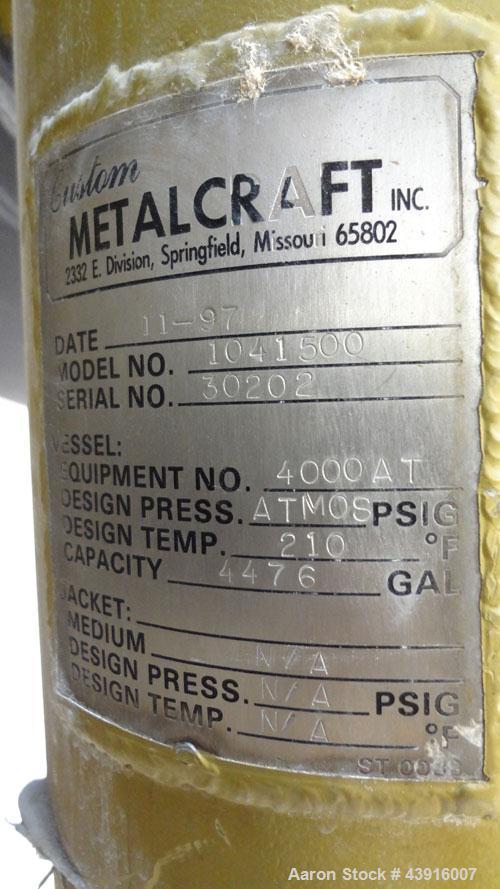 Custom
METALCRAFT INC.
2332 E. Division, Springfield, Missouri 65802
DATE 11-97
MODEL NO. 1041500
SERIAL NO. 30202
VESSEL:
EQUIPMENT NO. 4000AT
DESIGN PRESS. ATMOS PSIG
DESIGN TEMP. 210 °F
CAPACITY 4476 GAL
JACKET:
MEDIUM N/A
DESIGN PRESS. N/A PSIG
DESIGN TEMP. N/A °F
ST
Aaron Stock # 43916007